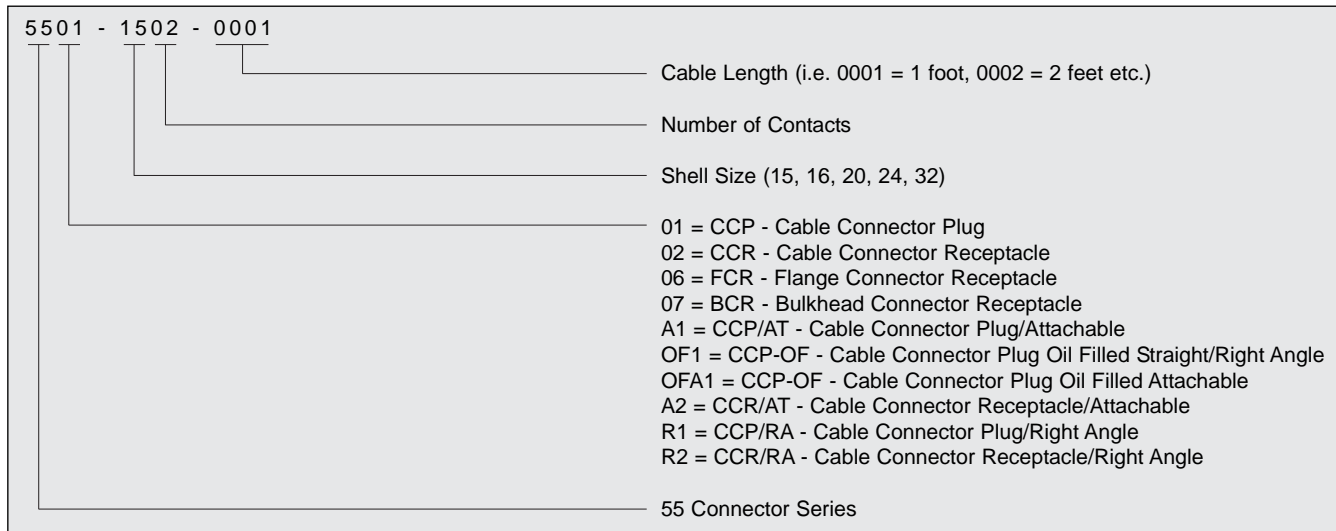 5501 - 1502 - 0001
Cable Length (i.e. 0001 = 1 foot, 0002 = 2 feet etc.)
Number of Contacts
Shell Size (15, 16, 20, 24, 32)
01 = CCP - Cable Connector Plug
02 = CCR - Cable Connector Receptacle
06 = FCR - Flange Connector Receptacle
07 = BCR - Bulkhead Connector Receptacle
A1 = CCP/AT - Cable Connector Plug/Attachable
OF1 = CCP-OF - Cable Connector Plug Oil Filled Straight/Right Angle
OFA1 = CCP-OF - Cable Connector Plug Oil Filled Attachable
A2 = CCR/AT - Cable Connector Receptacle/Attachable
R1 = CCP/RA - Cable Connector Plug/Right Angle
R2 = CCR/RA - Cable Connector Receptacle/Right Angle
55 Connector Series